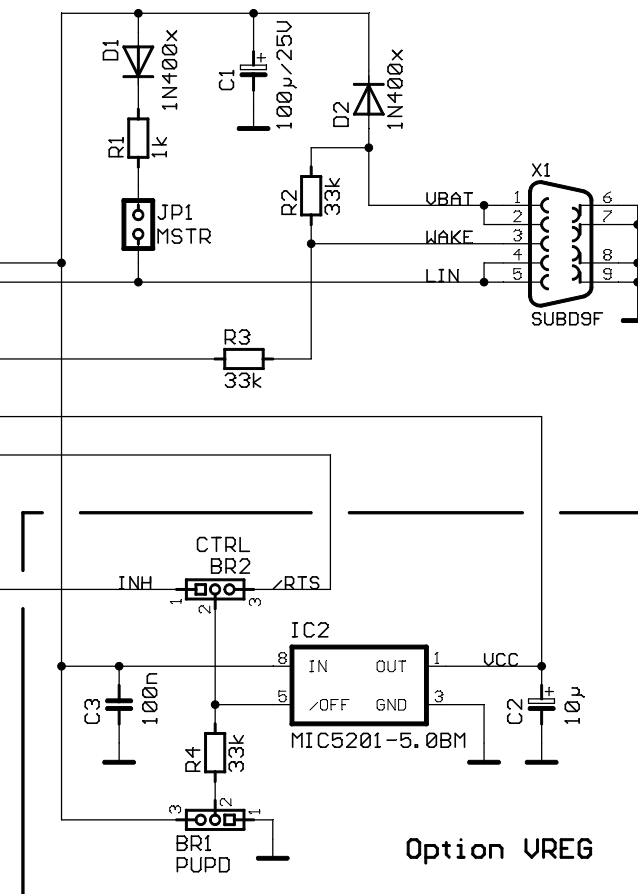 D1
1N400x
C1
+
100µ/25V
D2
1N400x
R1
1k
JP1
MSTR
R2
33k
X1
VBAT
1
6
2
7
WAKE
3
4
8
LIN
5
9
SUBD9F
R3
33k
CTRL
BR2
INH
1
2
3
/RTS
IC2
8
IN
OUT
1
VCC
5
/OFF
GND
3
MIC5201-5.0BM
C3
100n
C2
+
10µ
R4
33k
3
2
1
BR1
PUPD
Option VREG